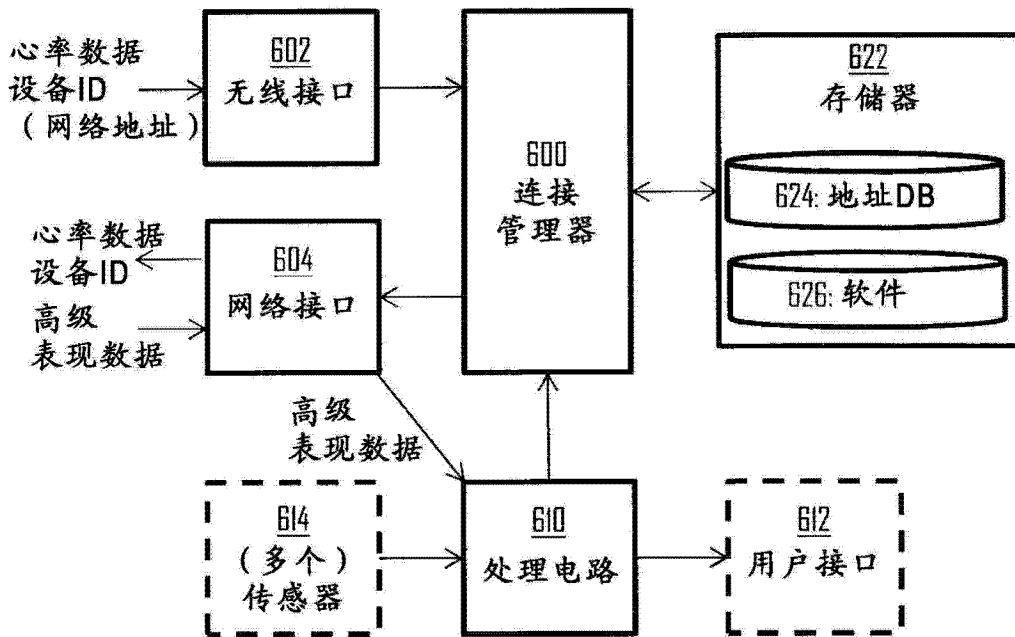 心率数据
设备ID
（网络地址）
602
无线接口
600
连接
管理器
622
存储器
624: 地址DB
626: 软件
心率数据
设备ID
高级
表现数据
604
网络接口
高级
表现数据
614
（多个）
传感器
610
处理电路
612
用户接口